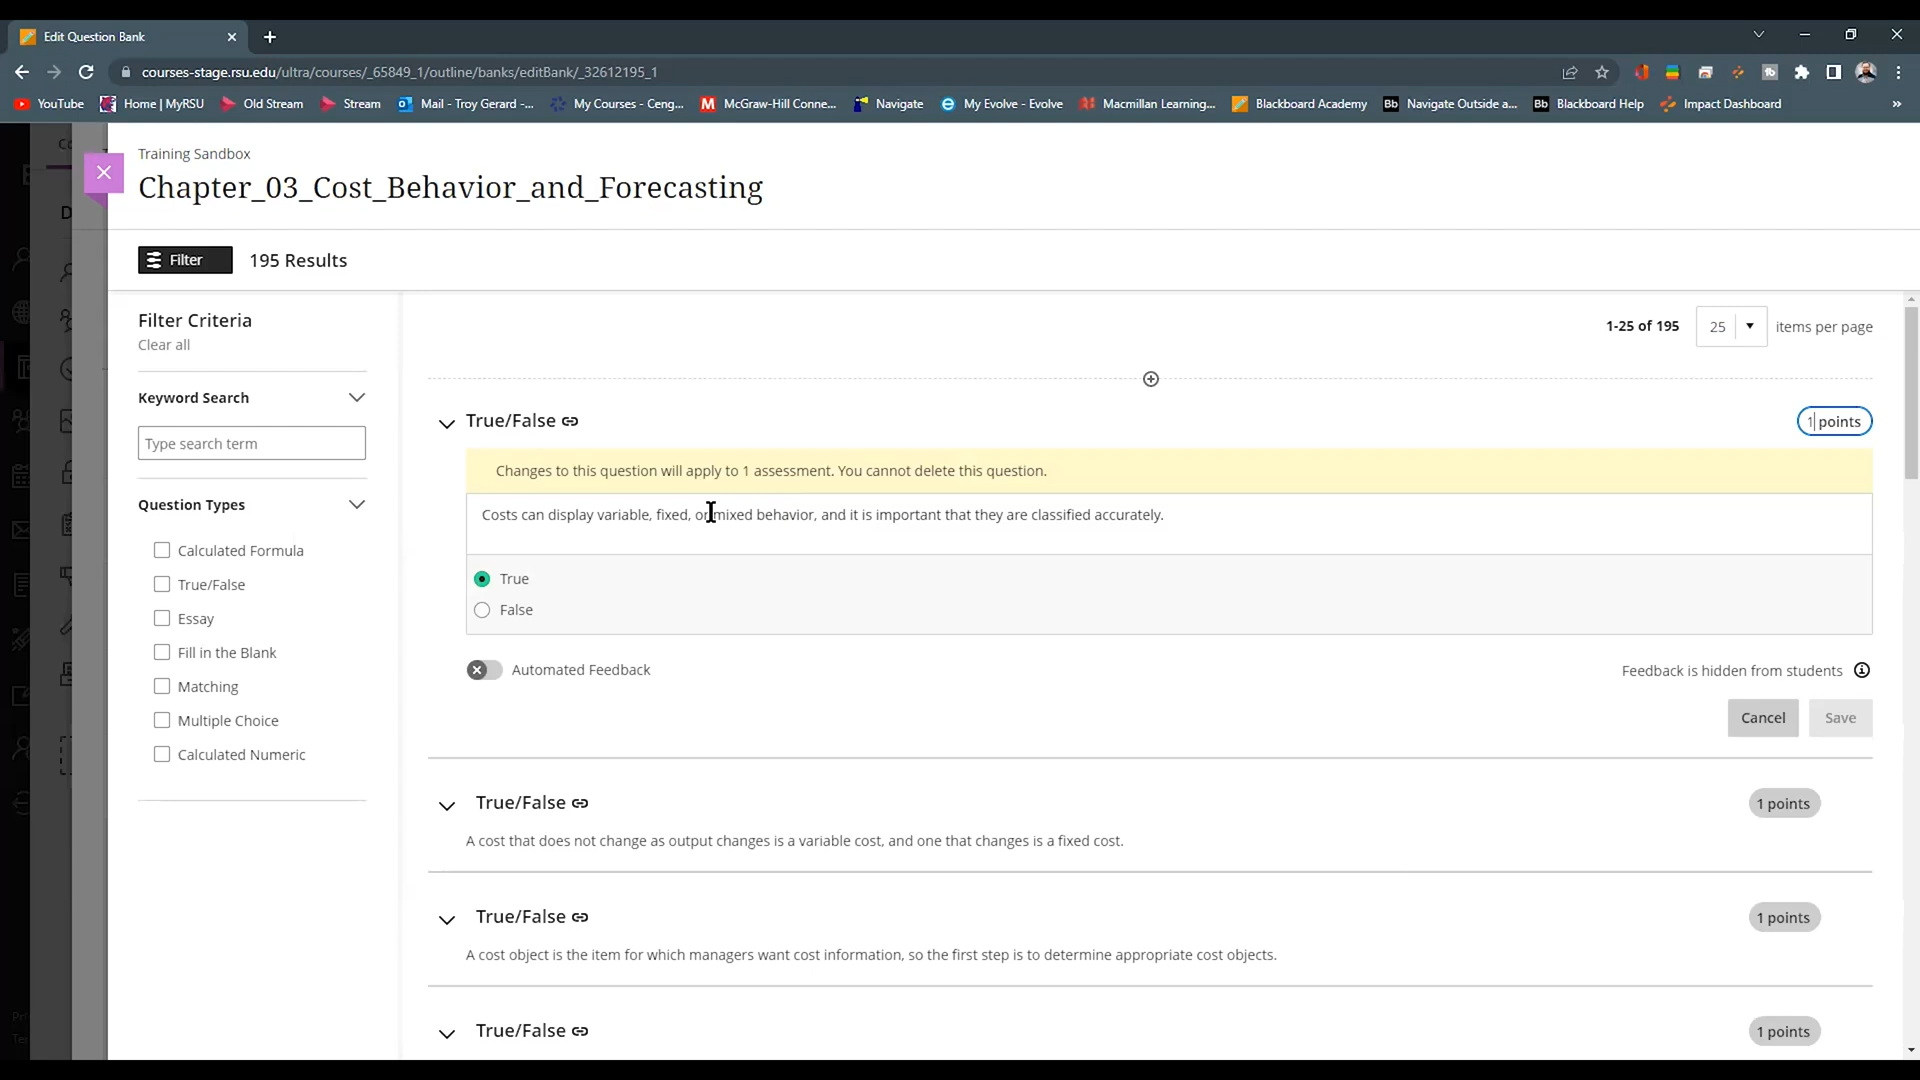 Edit Question Bank
courses-stage.rsu.edu/ultra/courses/_65849_1/outline/banks/editBank/_32612195_1
YouTube
Home | MyRSU
Old Stream
Stream
Mail - Troy Gerard -...
My Courses - Ceng...
McGraw-Hill Conne...
Navigate
My Evolve - Evolve
Macmillan Learning...
Blackboard Academy
Bb Navigate Outside a...
Bb Blackboard Help
Impact Dashboard
Training Sandbox
Chapter_03_Cost_Behavior_and_Forecasting
Filter
195 Results
Filter Criteria
Clear all
Keyword Search
Type search term
Question Types
Calculated Formula
True/False
Essay
Fill in the Blank
Matching
Multiple Choice
Calculated Numeric
1-25 of 195
25
items per page
True/False
1 points
Changes to this question will apply to 1 assessment. You cannot delete this question.
Costs can display variable, fixed, or mixed behavior, and it is important that they are classified accurately.
True
False
Automated Feedback
Feedback is hidden from students
Cancel
Save
True/False
1 points
A cost that does not change as output changes is a variable cost, and one that changes is a fixed cost.
True/False
1 points
A cost object is the item for which managers want cost information, so the first step is to determine appropriate cost objects.
True/False
1 points